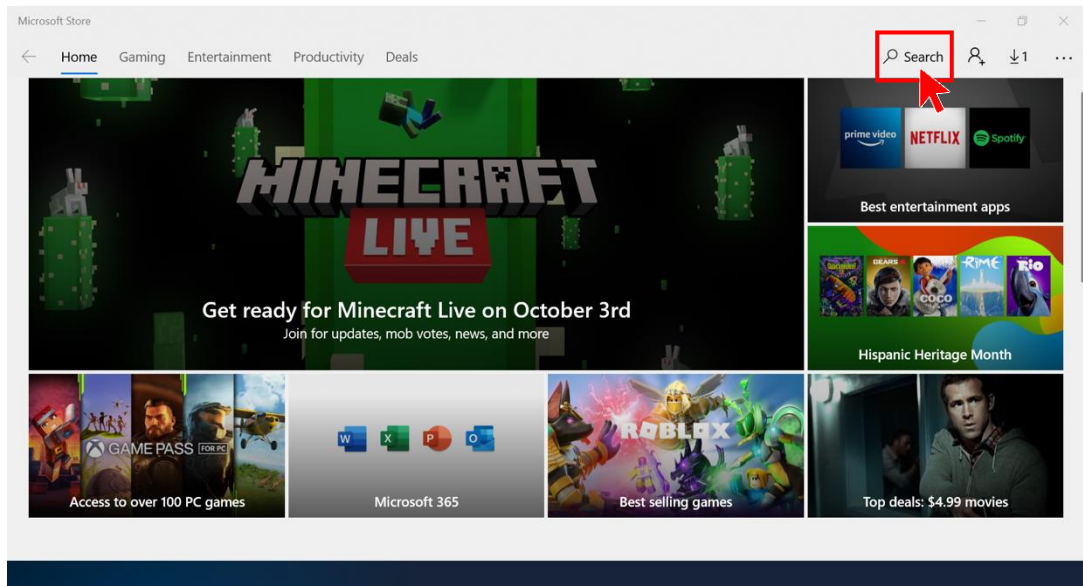 Microsoft Store
Home Gaming Entertainment Productivity Deals Search 1
MINECRAFT
LIVE
Get ready for Minecraft Live on October 3rd
Join for updates, mob votes, news, and more
prime video NETFLIX Spotify
Best entertainment apps
GEARS
COCO
RiME
Rio
Hispanic Heritage Month
GAME PASS FOR PC
Access to over 100 PC games
W X P O
Microsoft 365
ROBLOX
Best selling games
Top deals: $4.99 movies